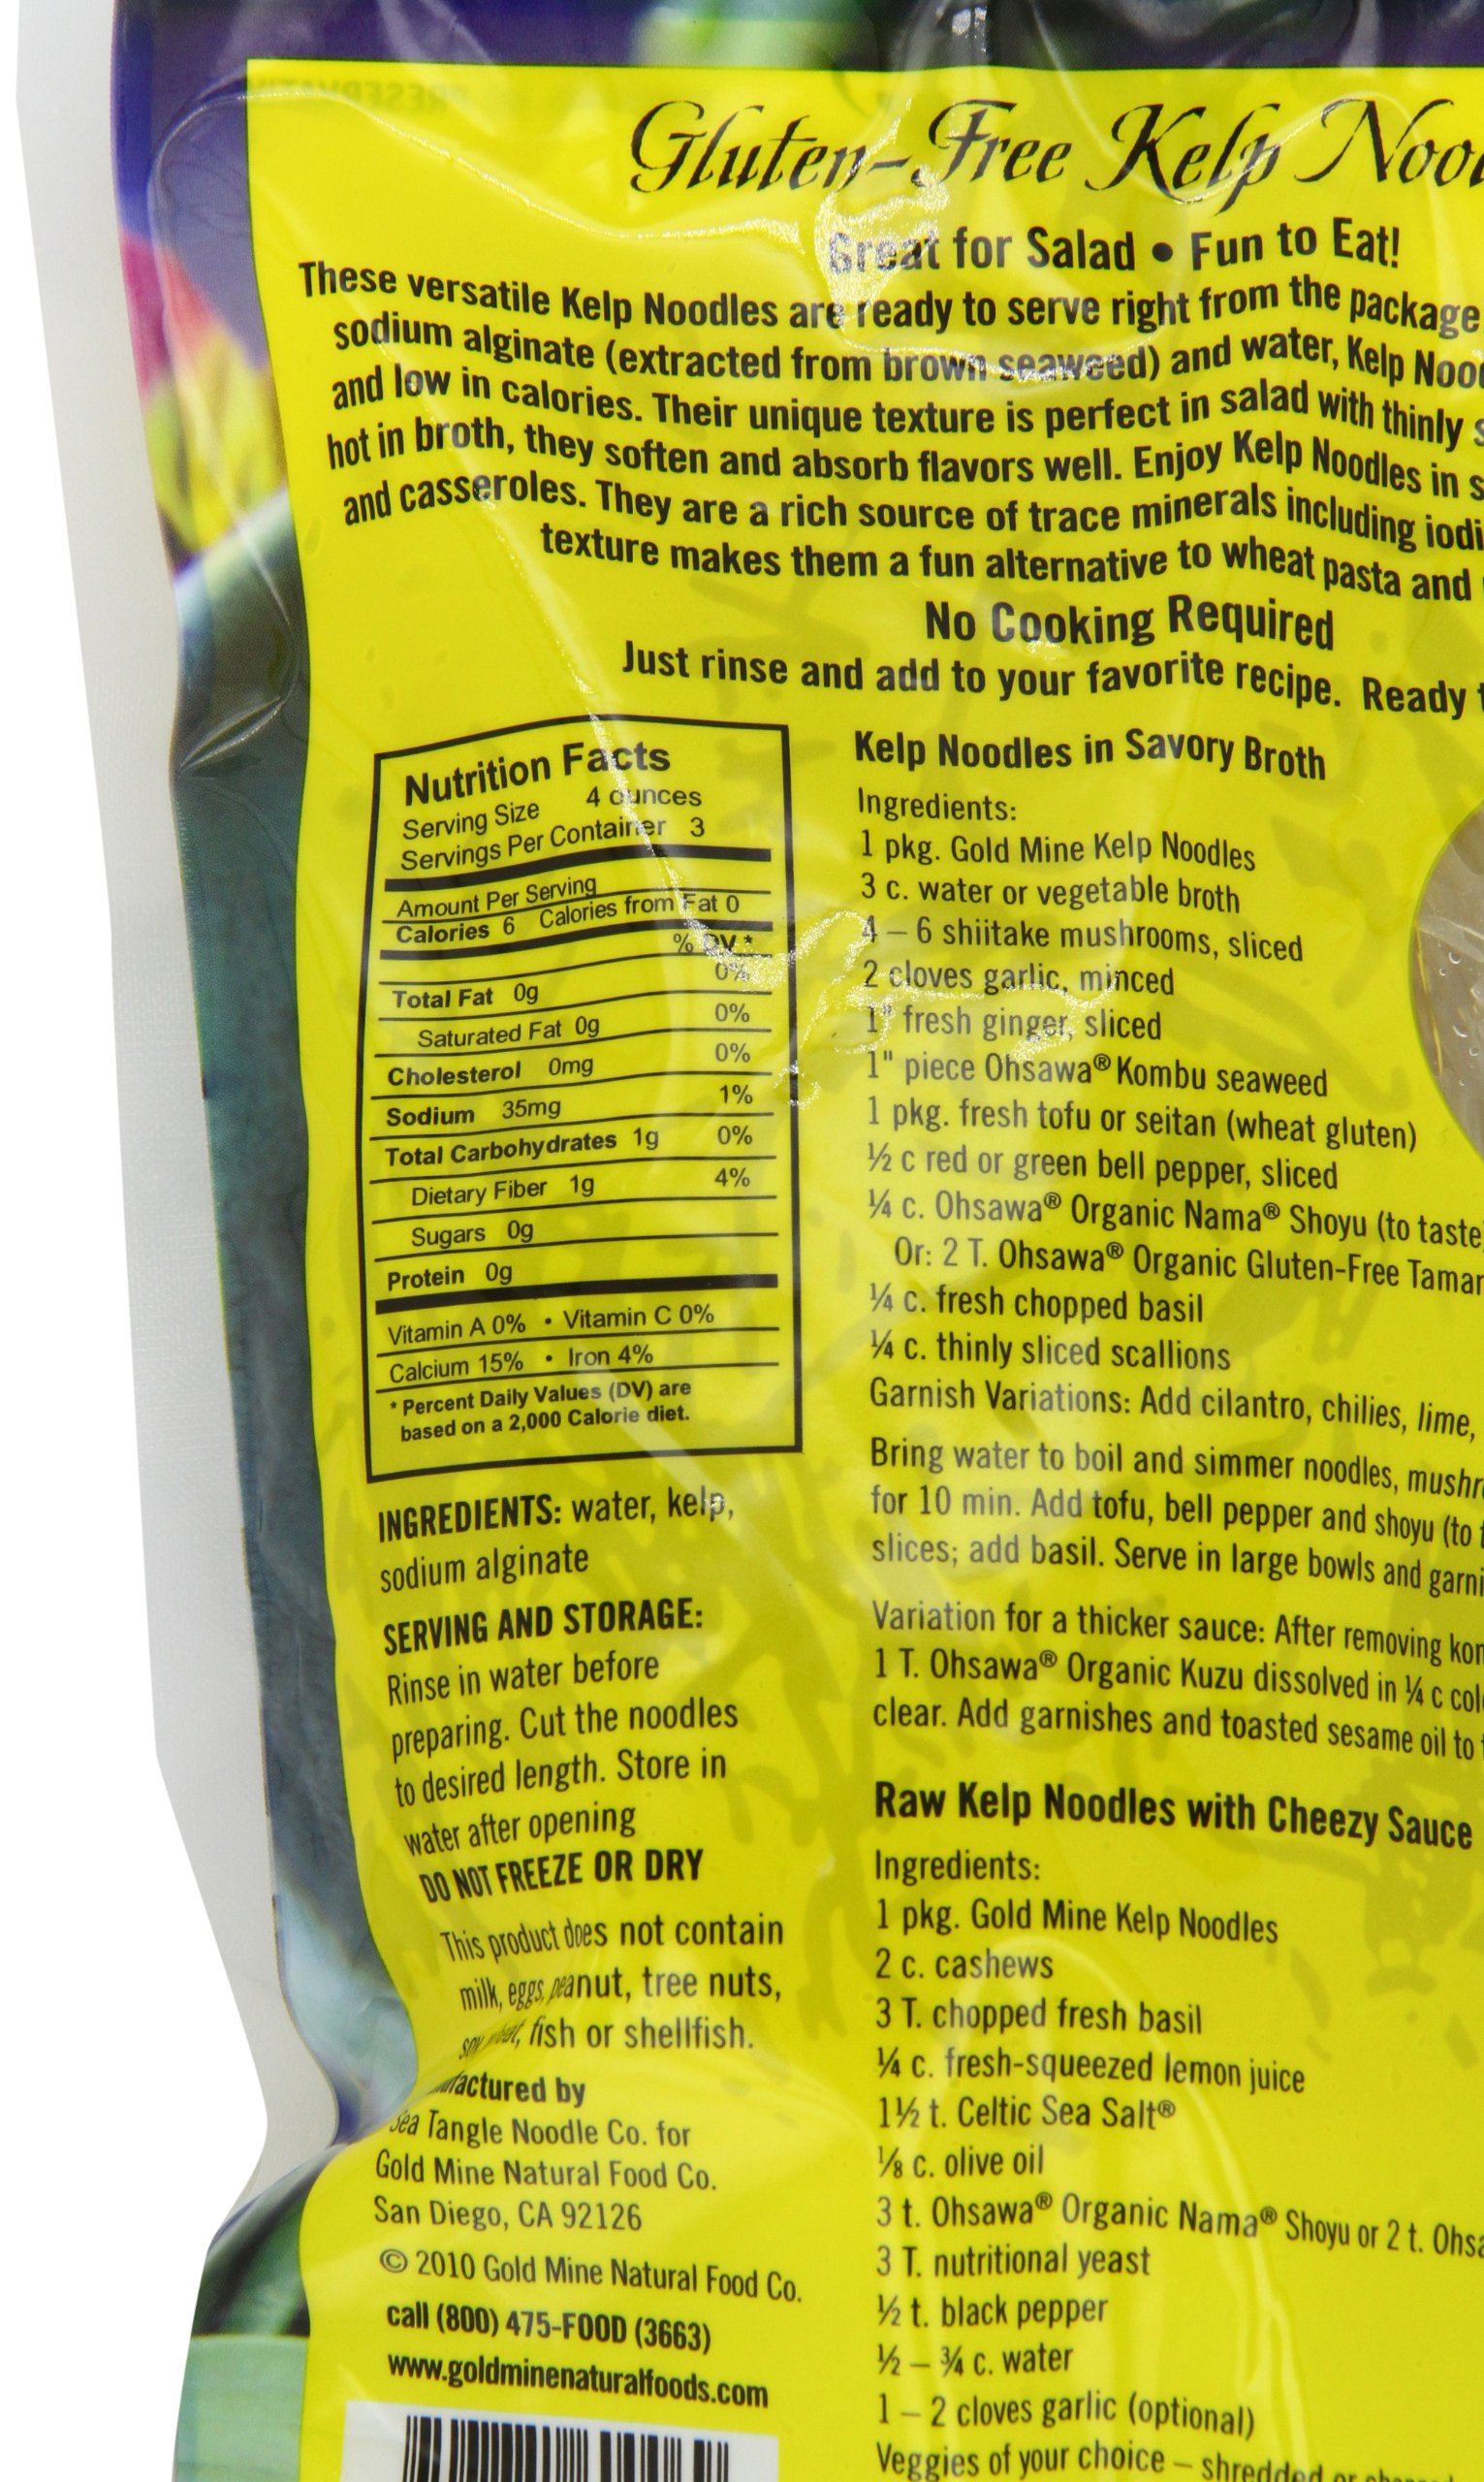 Gluten-Free Kelp
Great for Salad • Fun to Eat!
These versatile Kelp Noodles are ready to serve right from the package
sodium alginate (extracted from brown seaweed) and water, Kelp
and low in calories. Their unique texture is perfect in salad with thinly
hot in broth, they soften and absorb flavors well. Enjoy Kelp Noodles in
and casseroles. They are a rich source of trace minerals including
texture makes them a fun alternative to wheat pasta and
No Cooking Required
Just rinse and add to your favorite recipe. Ready
Nutrition Facts
Serving Size 4 ounces
Servings Per Container 3
Amount Per Serving
Calories 6 Calories from Fat 0
% DV *
Total Fat 0g 0%
Saturated Fat 0g 0%
Cholesterol 0mg 0%
Sodium 35mg 1%
Total Carbohydrates 1g 0%
Dietary Fiber 1g 4%
Sugars 0g
Protein 0g
Vitamin A 0% • Vitamin C 0%
Calcium 15% • Iron 4%
* Percent Daily Values (DV) are
based on a 2,000 Calorie diet.
INGREDIENTS: water, kelp,
sodium alginate
SERVING AND STORAGE:
Rinse in water before
preparing. Cut the noodles
to desired length. Store in
water after opening
DO NOT FREEZE OR DRY
This product does not contain
milk, eggs, peanut, tree nuts,
fish or shellfish.
by
Sea Tangle Noodle Co. for
Gold Mine Natural Food Co.
San Diego, CA 92126
© 2010 Gold Mine Natural Food Co.
call (800) 475-FOOD (3663)
www.goldminenaturalfoods.com
Kelp Noodles in Savory Broth
Ingredients:
1 pkg. Gold Mine Kelp Noodles
3 c. water or vegetable broth
4 – 6 shiitake mushrooms, sliced
2 cloves garlic, minced
1" fresh ginger, sliced
1" piece Ohsawa® Kombu seaweed
1 pkg. fresh tofu or seitan (wheat gluten)
½ c red or green bell pepper, sliced
¼ c. Ohsawa® Organic Nama® Shoyu (to taste
Or: 2 T. Ohsawa® Organic Gluten-Free
¼ c. fresh chopped basil
¼ c. thinly sliced scallions
Garnish Variations: Add cilantro, chilies, lime,
Bring water to boil and simmer noodles,
for 10 min. Add tofu, bell pepper and shoyu (to
slices; add basil. Serve in large bowls and
Variation for a thicker sauce: After removing
1 T. Ohsawa® Organic Kuzu dissolved in ¼ c
clear. Add garnishes and toasted sesame oil to
Raw Kelp Noodles with Cheezy Sauce
Ingredients:
1 pkg. Gold Mine Kelp Noodles
2 c. cashews
3 T. chopped fresh basil
¼ c. fresh-squeezed lemon juice
1½ t. Celtic Sea Salt®
⅛ c. olive oil
3 t. Ohsawa® Organic Nama® Shoyu or 2 t.
3 T. nutritional yeast
½ t. black pepper
½ – ¾ c. water
1 – 2 cloves garlic (optional)
Veggies of your choice – shredded or